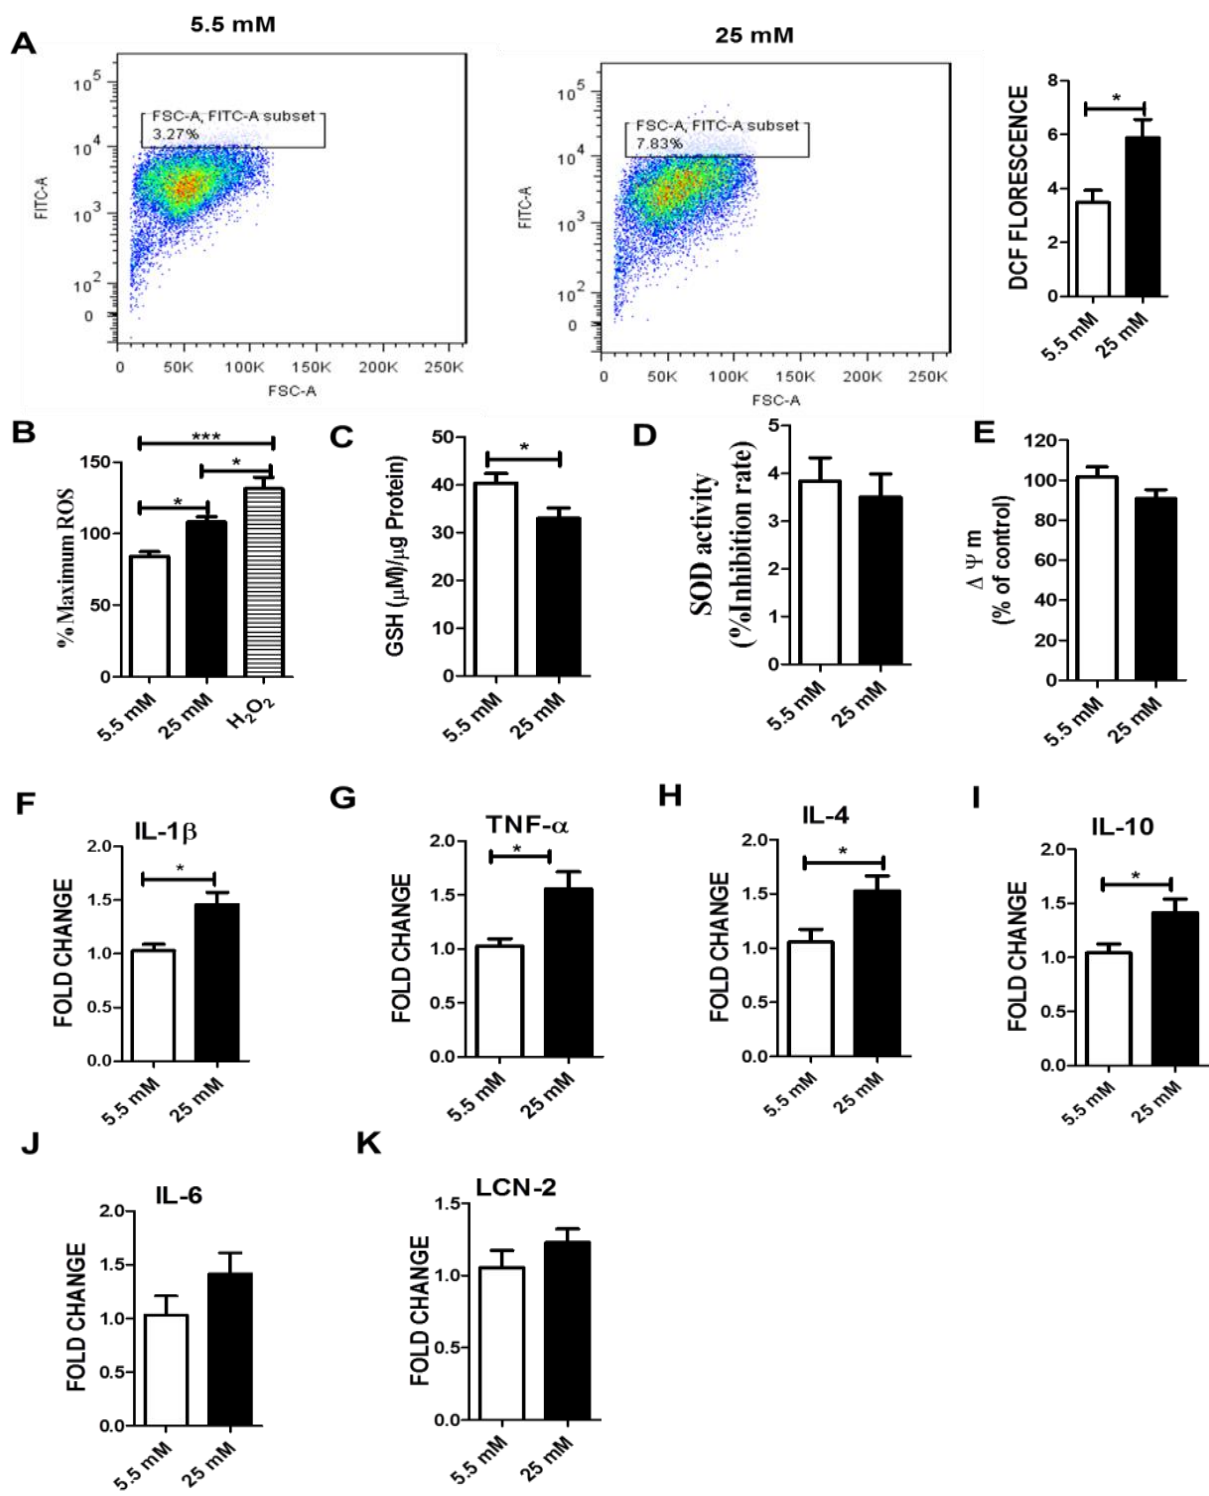 A
5.5 mM
25 mM
10^5
10^4
10^3
10^2
0
FITC-A
FSC-A, FITC-A subset
3.27%
0 50K 100K 150K 200K 250K
FSC-A
10^5
10^4
10^3
10^2
0
FITC-A
FSC-A, FITC-A subset
7.83%
0 50K 100K 150K 200K 250K
FSC-A
DCF FLORESCENCE
8
6
4
2
0
*
5.5 mM
25 mM
B
%Maximum ROS
150
100
50
0
***
*
*
5.5 mM
25 mM
H₂O₂
C
GSH (μM)/μg Protein)
50
40
30
20
10
0
*
5.5 mM
25 mM
D
SOD activity
(%Inhibition rate)
5
4
3
2
1
0
5.5 mM
25 mM
E
Δ Ψ m
(% of control)
120
100
80
60
40
20
0
5.5 mM
25 mM
F
IL-1β
FOLD CHANGE
2.0
1.5
1.0
0.5
0.0
*
5.5 mM
25 mM
G
TNF-α
FOLD CHANGE
2.0
1.5
1.0
0.5
0.0
*
5.5 mM
25 mM
H
IL-4
FOLD CHANGE
2.0
1.5
1.0
0.5
0.0
*
5.5 mM
25 mM
I
IL-10
FOLD CHANGE
2.0
1.5
1.0
0.5
0.0
*
5.5 mM
25 mM
J
IL-6
FOLD CHANGE
2.0
1.5
1.0
0.5
0.0
5.5 mM
25 mM
K
LCN-2
FOLD CHANGE
1.5
1.0
0.5
0.0
5.5 mM
25 mM